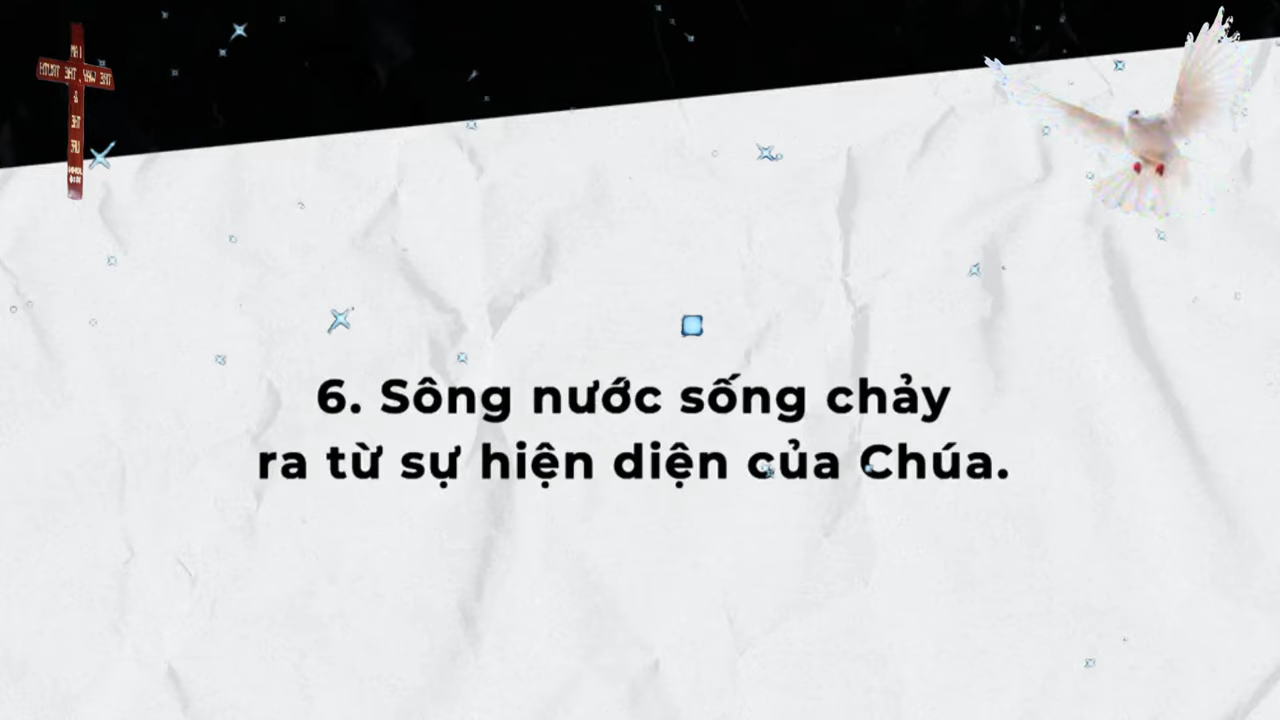 6. Sông nước sống chảy
ra từ sự hiện diện của Chúa.